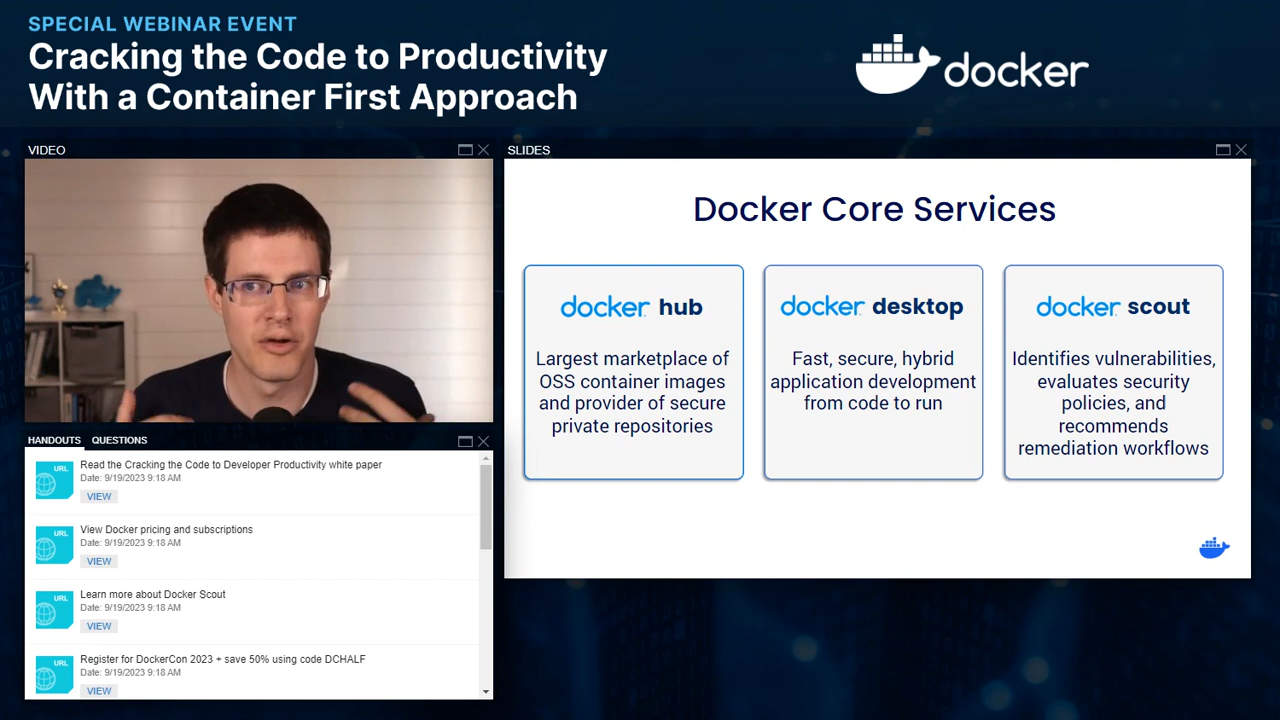 SPECIAL WEBINAR EVENT
Cracking the Code to Productivity
With a Container First Approach
docker
VIDEO
SLIDES
Docker Core Services
docker hub
Largest marketplace of
OSS container images
and provider of secure
private repositories
docker desktop
Fast, secure, hybrid
application development
from code to run
docker scout
Identifies vulnerabilities,
evaluates security
policies, and
recommends
remediation workflows
HANDOUTS QUESTIONS
URL
Read the Cracking the Code to Developer Productivity white paper
Date: 9/19/2023 9:18 AM
VIEW
URL
View Docker pricing and subscriptions
Date: 9/19/2023 9:18 AM
VIEW
URL
Learn more about Docker Scout
Date: 9/19/2023 9:18 AM
VIEW
URL
Register for DockerCon 2023 + save 50% using code DCHALF
Date: 9/19/2023 9:18 AM
VIEW